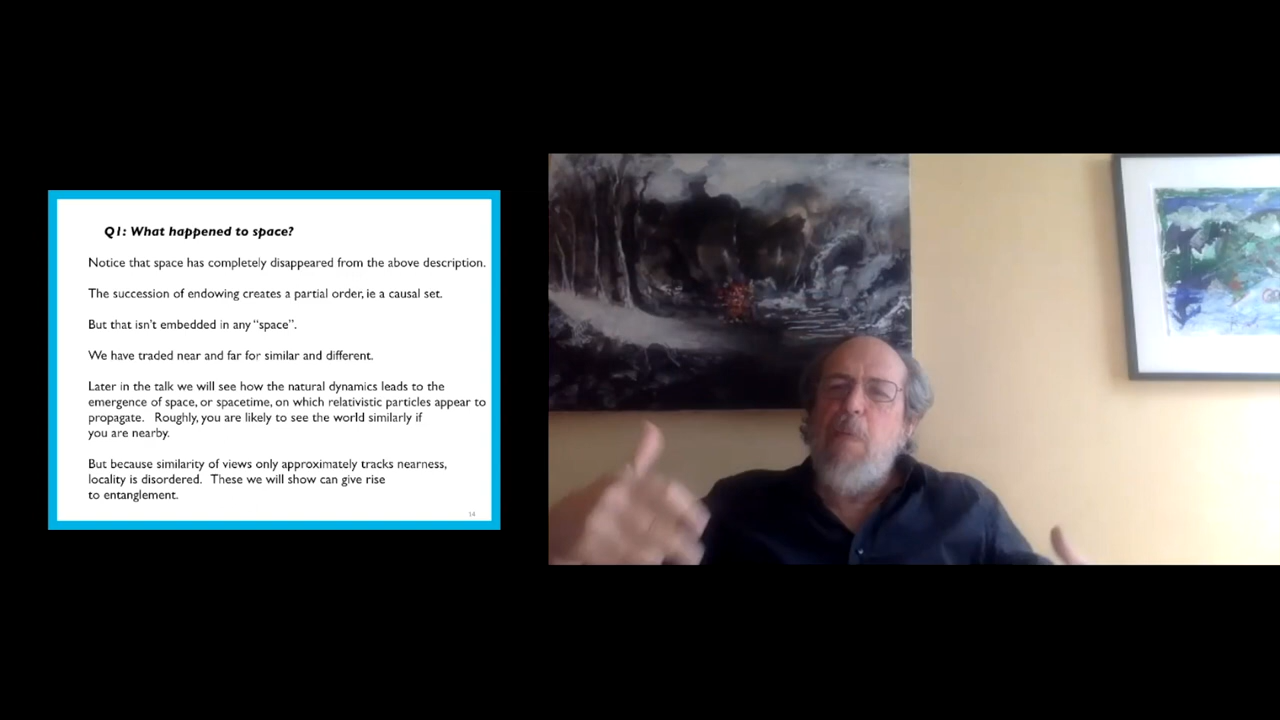 Q1: What happened to space?
Notice that space has completely disappeared from the above description.
The succession of endowing creates a partial order, ie a causal set.
But that isn't embedded in any “space”.
We have traded near and far for similar and different.
Later in the talk we will see how the natural dynamics leads to the
emergence of space, or spacetime, on which relativistic particles appear to
propagate. Roughly, you are likely to see the world similarly if
you are nearby.
But because similarity of views only approximately tracks nearness,
locality is disordered. These we will show can give rise
to entanglement.
14